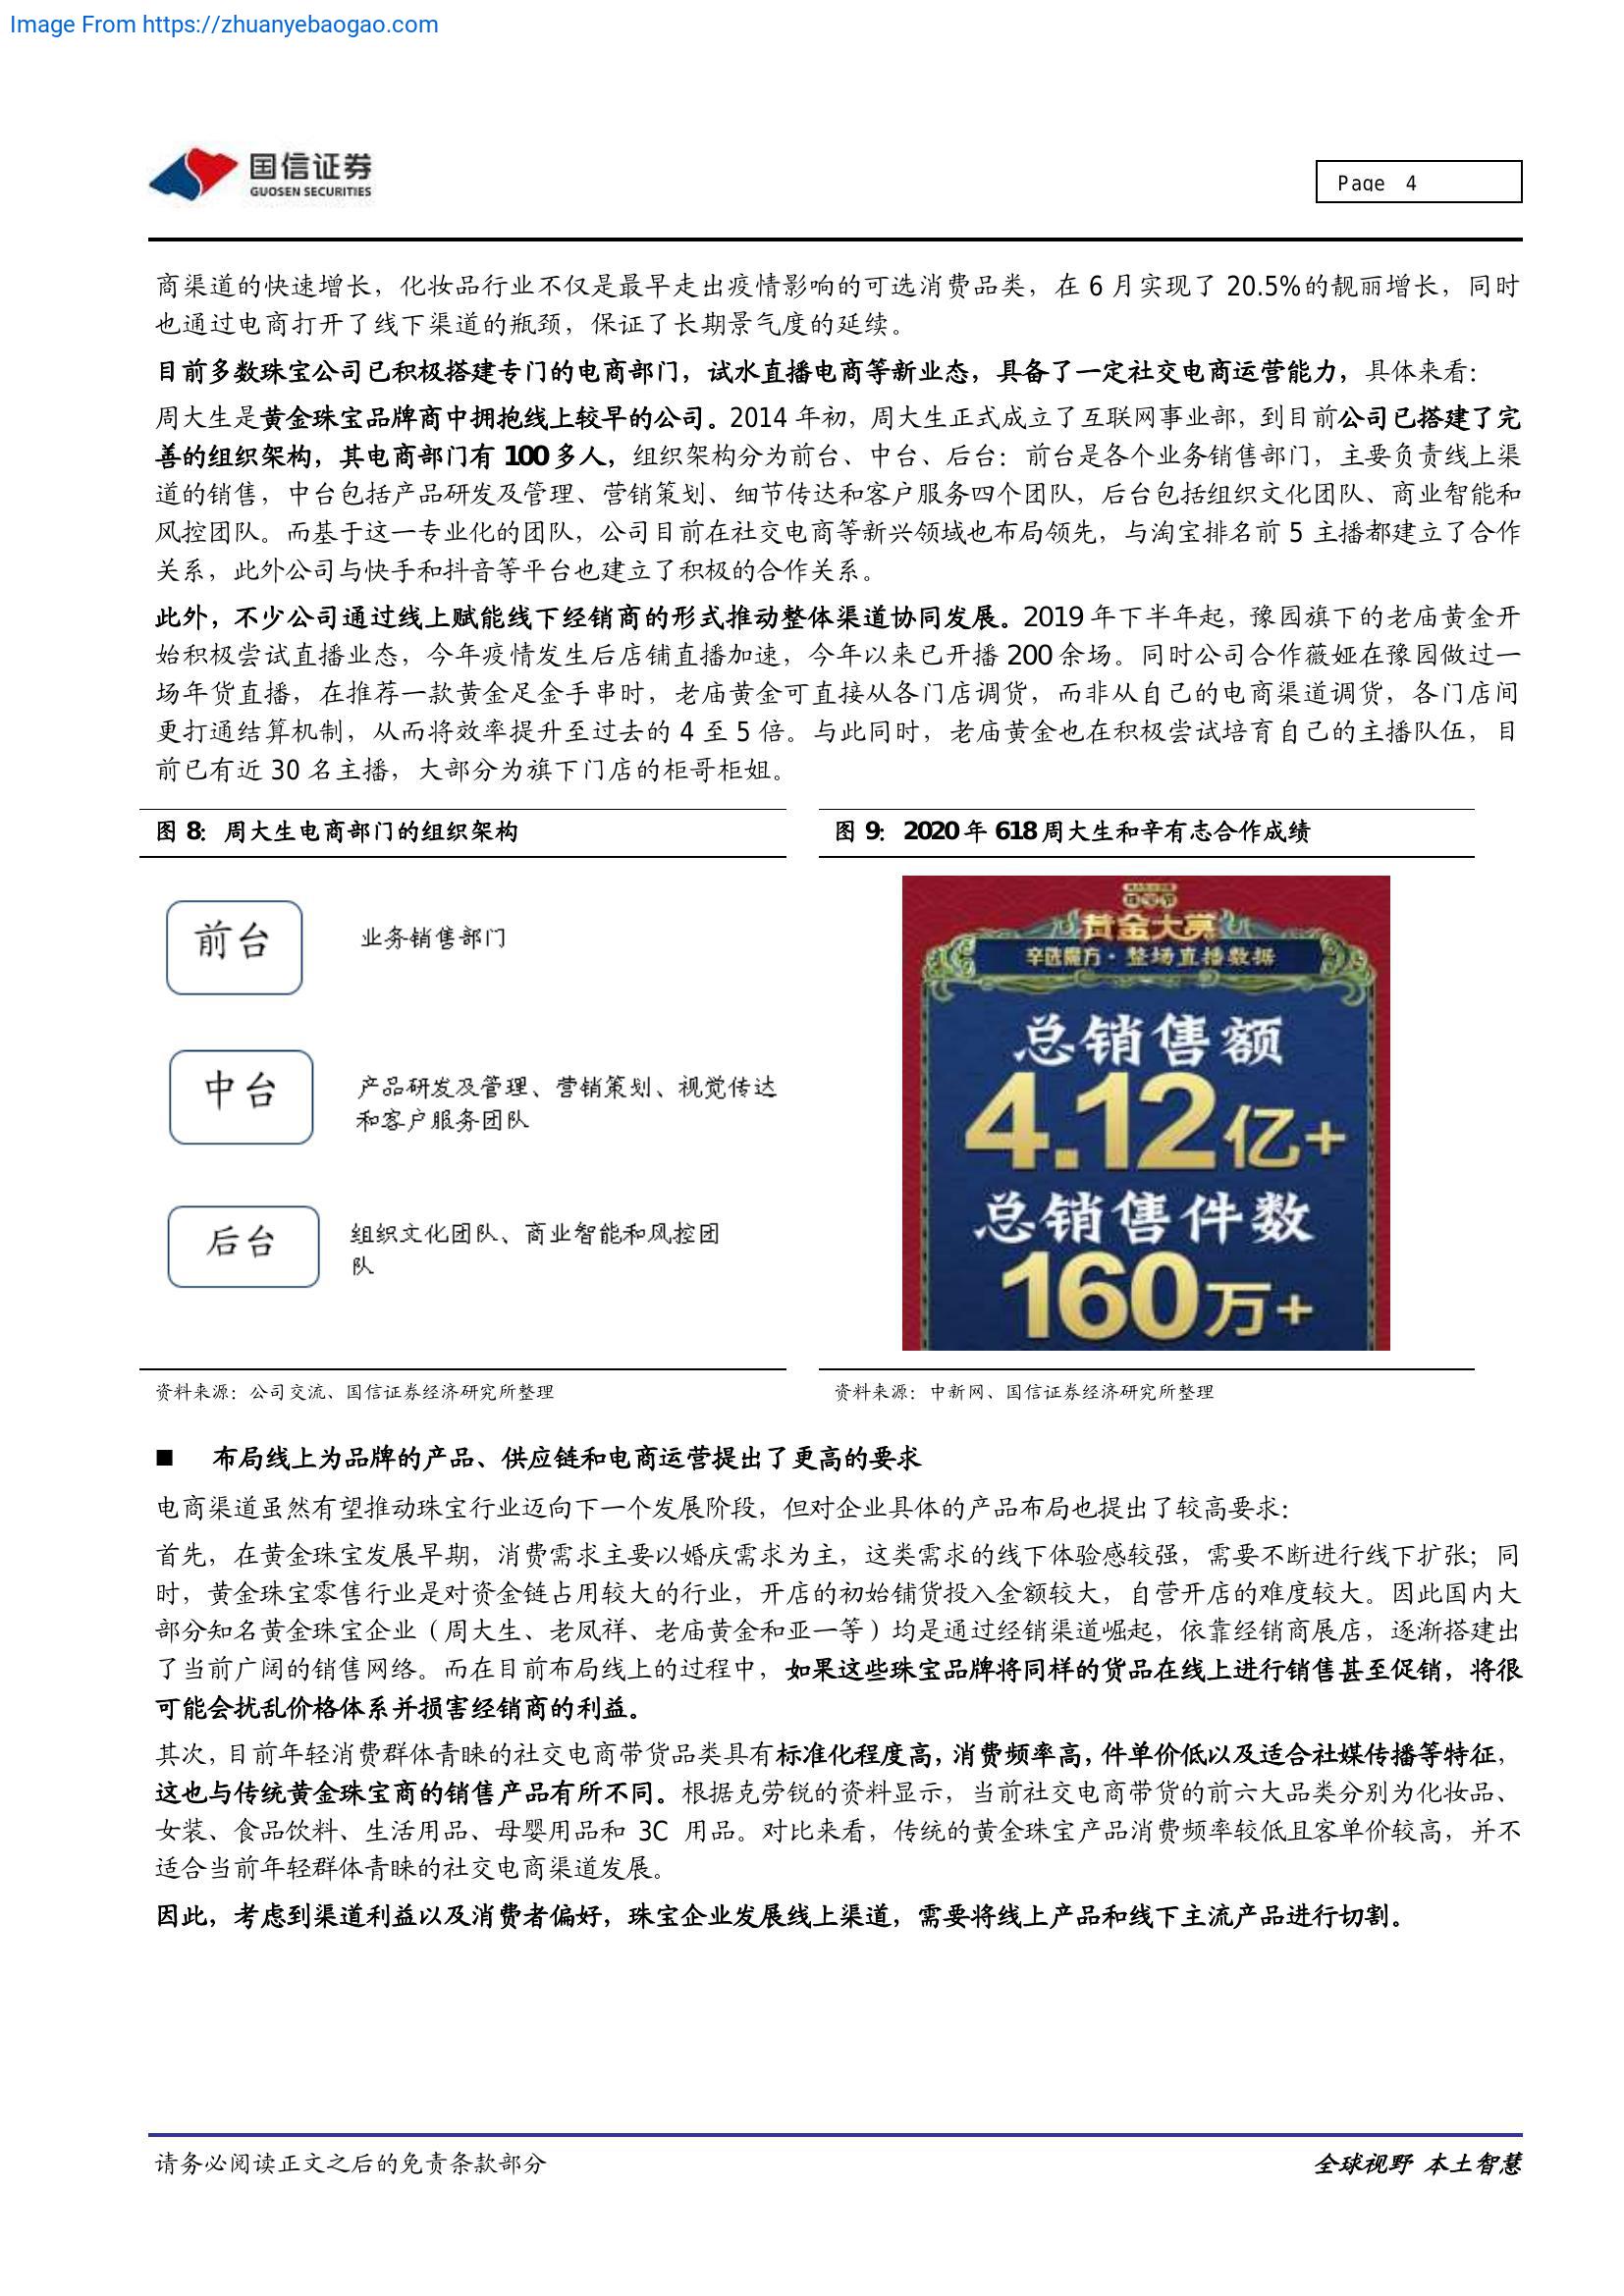 Image From https://zhuanyebaogao.com
国信证券
GUOSEN SECURITIES
Page 4
商渠道的快速增长，化妆品行业不仅是最早走出疫情影响的可选消费品类，在 6 月实现了 20.5%的靓丽增长，同时
也通过电商打开了线下渠道的瓶颈，保证了长期景气度的延续。
目前多数珠宝公司已积极搭建专门的电商部门，试水直播电商等新业态，具备了一定社交电商运营能力，具体来看：
周大生是黄金珠宝品牌商中拥抱线上较早的公司。2014 年初，周大生正式成立了互联网事业部，到目前公司已搭建了完
善的组织架构，其电商部门有 100 多人，组织架构分为前台、中台、后台：前台是各个业务销售部门，主要负责线上渠
道的销售，中台包括产品研发及管理、营销策划、细节传达和客户服务四个团队，后台包括组织文化团队、商业智能和
风控团队。而基于这一专业化的团队，公司目前在社交电商等新兴领域也布局领先，与淘宝排名前 5 主播都建立了合作
关系，此外公司与快手和抖音等平台也建立了积极的合作关系。
此外，不少公司通过线上赋能线下经销商的形式推动整体渠道协同发展。2019 年下半年起，豫园旗下的老庙黄金开
始积极尝试直播业态，今年疫情发生后店铺直播加速，今年以来已开播 200 余场。同时公司合作薇娅在豫园做过一
场年货直播，在推荐一款黄金足金手串时，老庙黄金可直接从各门店调货，而非从自己的电商渠道调货，各门店间
更打通结算机制，从而将效率提升至过去的 4 至 5 倍。与此同时，老庙黄金也在积极尝试培育自己的主播队伍，目
前已有近 30 名主播，大部分为旗下门店的柜哥柜姐。
图 8：周大生电商部门的组织架构
前台
业务销售部门
中台
产品研发及管理、营销策划、视觉传达
和客户服务团队
后台
组织文化团队、商业智能和风控团
队
资料来源：公司交流、国信证券经济研究所整理
图 9：2020 年 618 周大生和辛有志合作成绩
黄金大赏
辛选魔方·整场直播数据
总销售额
4.12亿+
总销售件数
160万+
资料来源：中新网、国信证券经济研究所整理
■ 布局线上为品牌的产品、供应链和电商运营提出了更高的要求
电商渠道虽然有望推动珠宝行业迈向下一个发展阶段，但对企业具体的产品布局也提出了较高要求：
首先，在黄金珠宝发展早期，消费需求主要以婚庆需求为主，这类需求的线下体验感较强，需要不断进行线下扩张；同
时，黄金珠宝零售行业是对资金链占用较大的行业，开店的初始铺货投入金额较大，自营开店的难度较大。因此国内大
部分知名黄金珠宝企业（周大生、老凤祥、老庙黄金和亚一等）均是通过经销渠道崛起，依靠经销商展店，逐渐搭建出
了当前广阔的销售网络。而在目前布局线上的过程中，如果这些珠宝品牌将同样的货品在线上进行销售甚至促销，将很
可能会扰乱价格体系并损害经销商的利益。
其次，目前年轻消费群体青睐的社交电商带货品类具有标准化程度高，消费频率高，件单价低以及适合社媒传播等特征，
这也与传统黄金珠宝商的销售产品有所不同。根据克劳锐的资料显示，当前社交电商带货的前六大品类分别为化妆品、
女装、食品饮料、生活用品、母婴用品和 3C 用品。对比来看，传统的黄金珠宝产品消费频率较低且客单价较高，并不
适合当前年轻群体青睐的社交电商渠道发展。
因此，考虑到渠道利益以及消费者偏好，珠宝企业发展线上渠道，需要将线上产品和线下主流产品进行切割。
请务必阅读正文之后的免责条款部分
全球视野 本土智慧